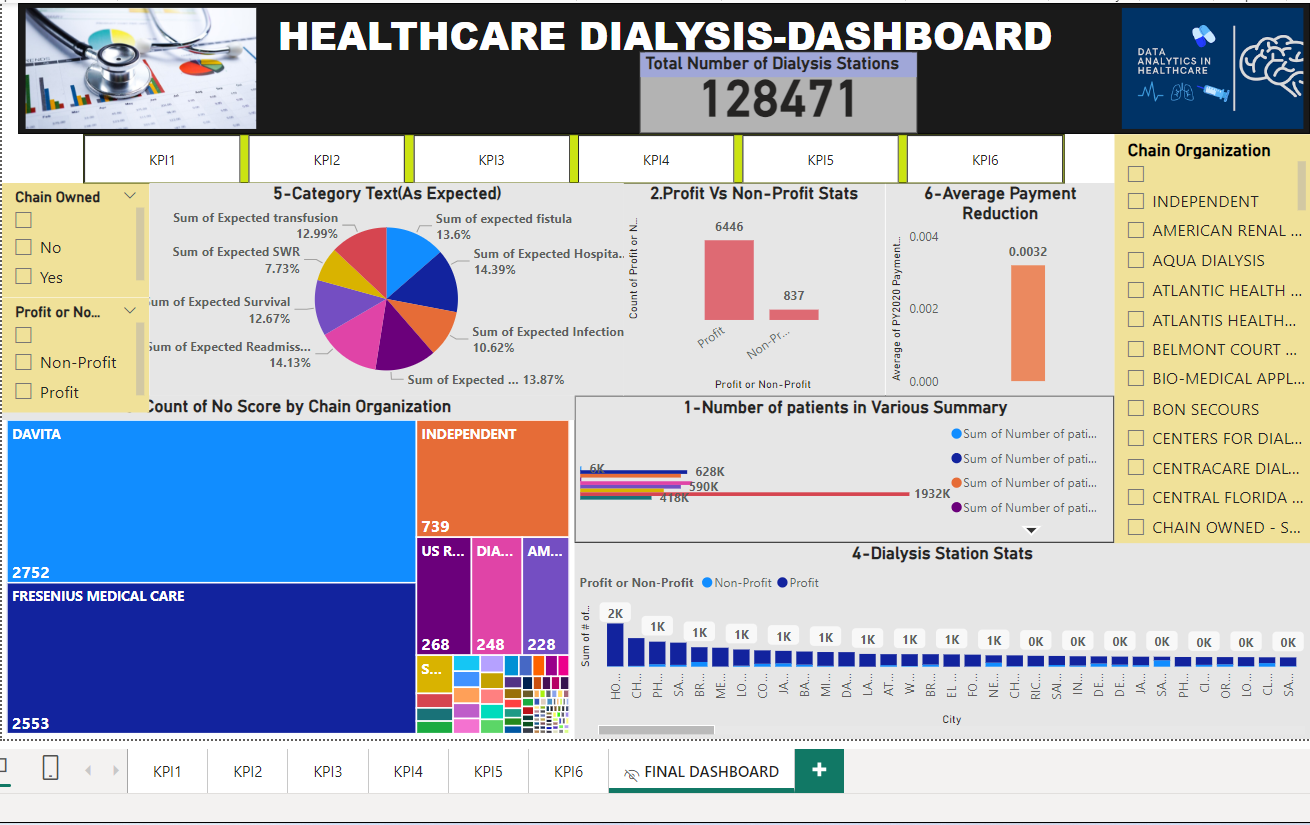 HEALTHCARE DIALYSIS-DASHBOARD
Total Number of Dialysis Stations
128471
DATA
ANALYTICS IN
HEALTHCARE
KPI1
KPI2
KPI3
KPI4
KPI5
KPI6
Chain Owned
No
Yes
Profit or No...
Non-Profit
Profit
5-Category Text(As Expected)
Sum of Expected transfusion
12.99%
Sum of expected fistula
13.6%
Sum of Expected SWR
7.73%
Sum of Expected Hospita..
14.39%
um of Expected Survival
12.67%
Sum of Expected Infection
10.62%
um of Expected Readmiss...
14.13%
Sum of Expected ... 13.87%
2.Profit Vs Non-Profit Stats
Count of Profit or N...
6446
837
Profit
Non-Pr...
Profit or Non-Profit
6-Average Payment
Reduction
Average of PY2020 Payment...
0.004
0.002
0.000
0.0032
Chain Organization
INDEPENDENT
AMERICAN RENAL ...
AQUA DIALYSIS
ATLANTIC HEALTH ...
ATLANTIS HEALTH...
BELMONT COURT ...
BIO-MEDICAL APPL...
BON SECOURS
CENTERS FOR DIAL...
CENTRACARE DIAL...
CENTRAL FLORIDA ...
CHAIN OWNED - S...
Count of No Score by Chain Organization
DAVITA
2752
FRESENIUS MEDICAL CARE
2553
INDEPENDENT
739
US R...
268
DIA...
248
AM...
228
S...
1-Number of patients in Various Summary
6K
628K
590K
1932K
418K
Sum of Number of pati...
Sum of Number of pati...
Sum of Number of pati...
Sum of Number of pati...
4-Dialysis Station Stats
Profit or Non-Profit Non-Profit Profit
Sum of # of...
2K
1K
1K
1K
1K
1K
1K
1K
1K
1K
0K
0K
0K
0K
0K
0K
0K
HO...
CH...
PH...
SA...
BR...
ME...
LO...
CO...
JA...
BA...
MI...
DA...
LA...
AT...
W...
BR...
EL ...
FO...
NE...
CH...
RIC...
SAI...
IN...
DE...
DE...
JA...
SA...
PH...
CI...
OR...
LO...
CL...
SA...
City
KPI1
KPI2
KPI3
KPI4
KPI5
KPI6
FINAL DASHBOARD
+